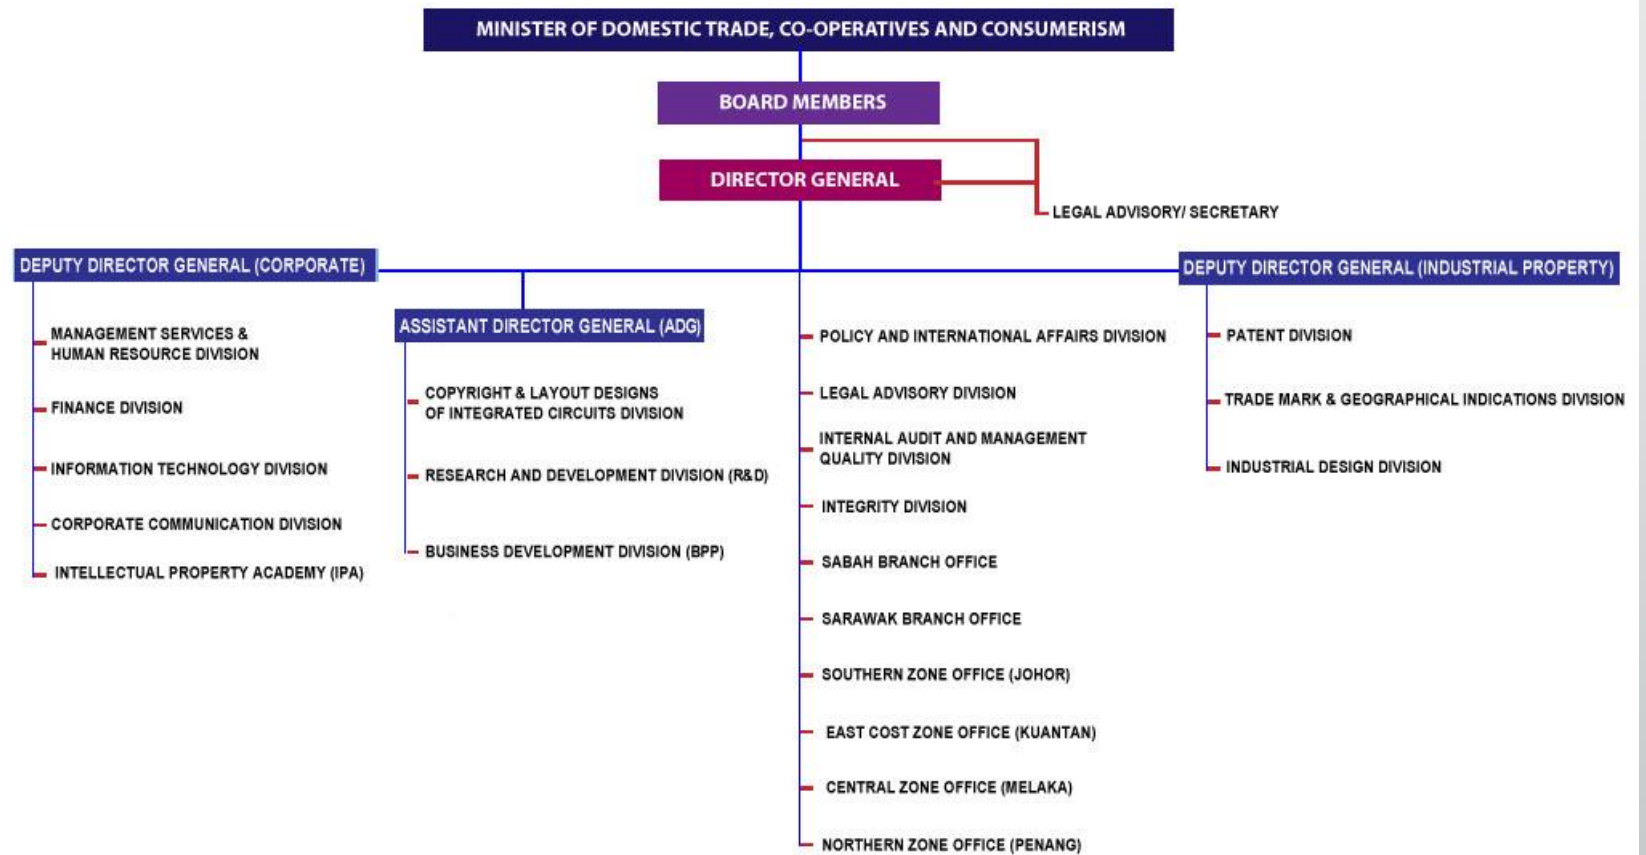 MINISTER OF DOMESTIC TRADE, CO-OPERATIVES AND CONSUMERISM
BOARD MEMBERS
DIRECTOR GENERAL
LEGAL ADVISORY/ SECRETARY
DEPUTY DIRECTOR GENERAL (CORPORATE)
MANAGEMENT SERVICES &
HUMAN RESOURCE DIVISION
FINANCE DIVISION
INFORMATION TECHNOLOGY DIVISION
CORPORATE COMMUNICATION DIVISION
INTELLECTUAL PROPERTY ACADEMY (IPA)
ASSISTANT DIRECTOR GENERAL (ADG)
COPYRIGHT & LAYOUT DESIGNS
OF INTEGRATED CIRCUITS DIVISION
RESEARCH AND DEVELOPMENT DIVISION (R&D)
BUSINESS DEVELOPMENT DIVISION (BPP)
POLICY AND INTERNATIONAL AFFAIRS DIVISION
LEGAL ADVISORY DIVISION
INTERNAL AUDIT AND MANAGEMENT
QUALITY DIVISION
INTEGRITY DIVISION
SABAH BRANCH OFFICE
SARAWAK BRANCH OFFICE
SOUTHERN ZONE OFFICE (JOHOR)
EAST COST ZONE OFFICE (KUANTAN)
CENTRAL ZONE OFFICE (MELAKA)
NORTHERN ZONE OFFICE (PENANG)
DEPUTY DIRECTOR GENERAL (INDUSTRIAL PROPERTY)
PATENT DIVISION
TRADE MARK & GEOGRAPHICAL INDICATIONS DIVISION
INDUSTRIAL DESIGN DIVISION